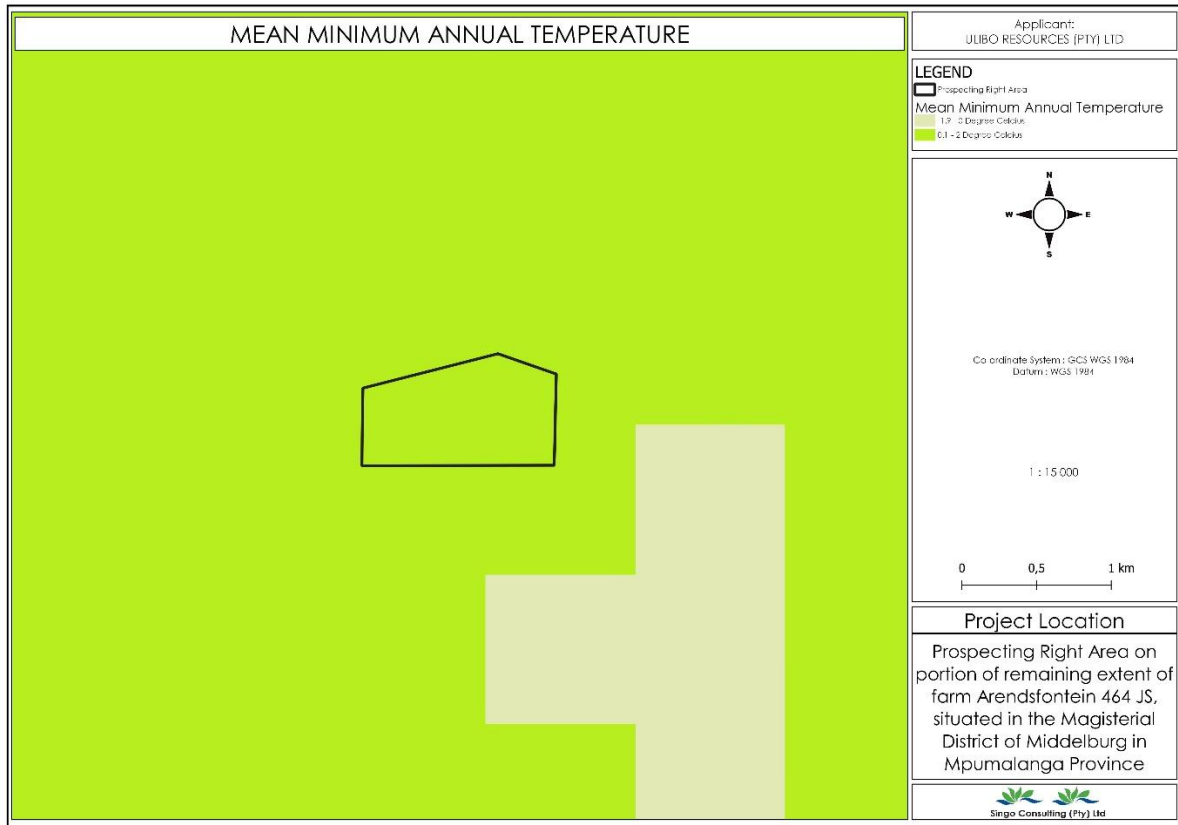 MEAN MINIMUM ANNUAL TEMPERATURE
Applicant:
ULIBO RESOURCES (PTY) LTD
LEGEND
Prospecting Right Area
Mean Minimum Annual Temperature
-1.9 - 0 Degree Celcius
0.1 - 2 Degree Celcius
N
W E
S
Co ordinate System : GCS WGS 1984
Datum : WGS 1984
1 : 15 000
0 0,5 1 km
Project Location
Prospecting Right Area on
portion of remaining extent of
farm Arendsfontein 464 JS,
situated in the Magisterial
District of Middelburg in
Mpumalanga Province
Singo Consulting (Pty) Ltd